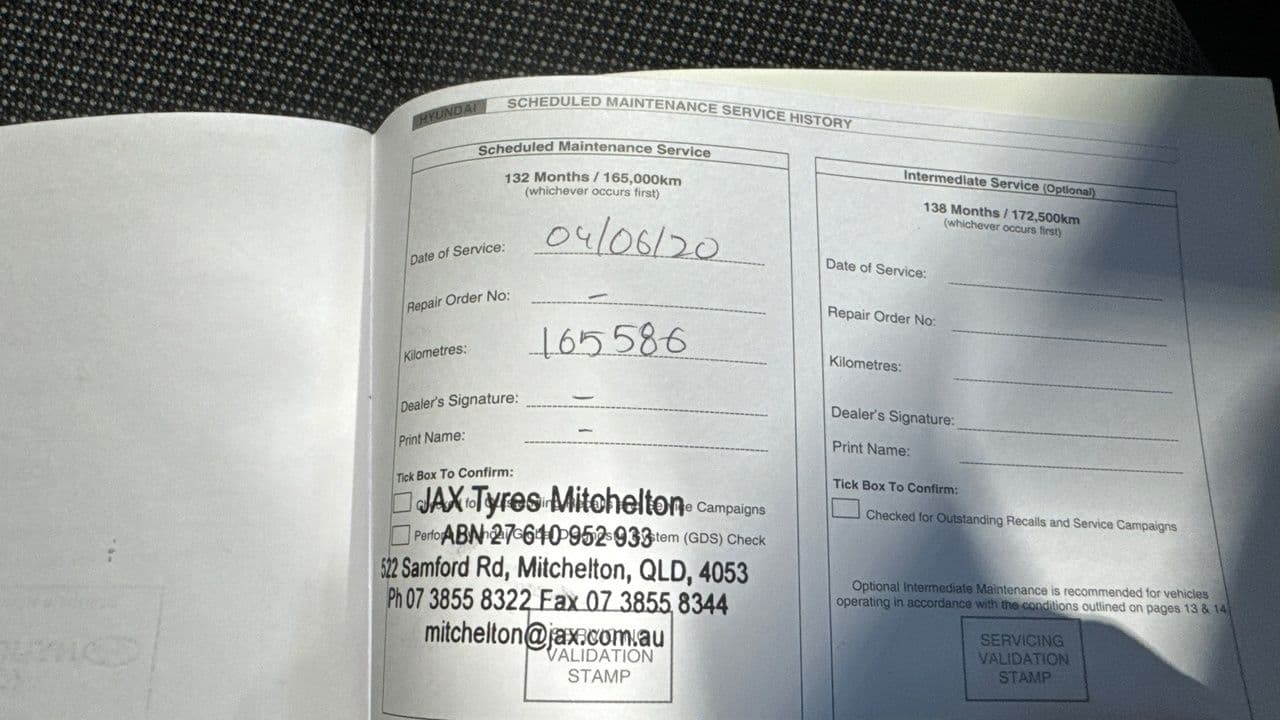 HYUNDAI SCHEDULED MAINTENANCE SERVICE HISTORY
Scheduled Maintenance Service
132 Months / 165,000km
(whichever occurs first)
Date of Service: 04/06/20
Repair Order No: –
Kilometres: 165586
Dealer's Signature: –
Print Name: –
Tick Box To Confirm:
JAX Tyres Mitchelton
Campaigns
ABN 27 610 952 933
(GDS) Check
522 Samford Rd, Mitchelton, QLD, 4053
Ph 07 3855 8322 Fax 07 3855 8344
mitchelton@jax.com.au
VALIDATION
STAMP
Intermediate Service (Optional)
138 Months / 172,500km
(whichever occurs first)
Date of Service:
Repair Order No:
Kilometres:
Dealer's Signature:
Print Name:
Tick Box To Confirm:
Checked for Outstanding Recalls and Service Campaigns
Optional Intermediate Maintenance is recommended for vehicles
operating in accordance with the conditions outlined on pages 13 & 14
SERVICING
VALIDATION
STAMP